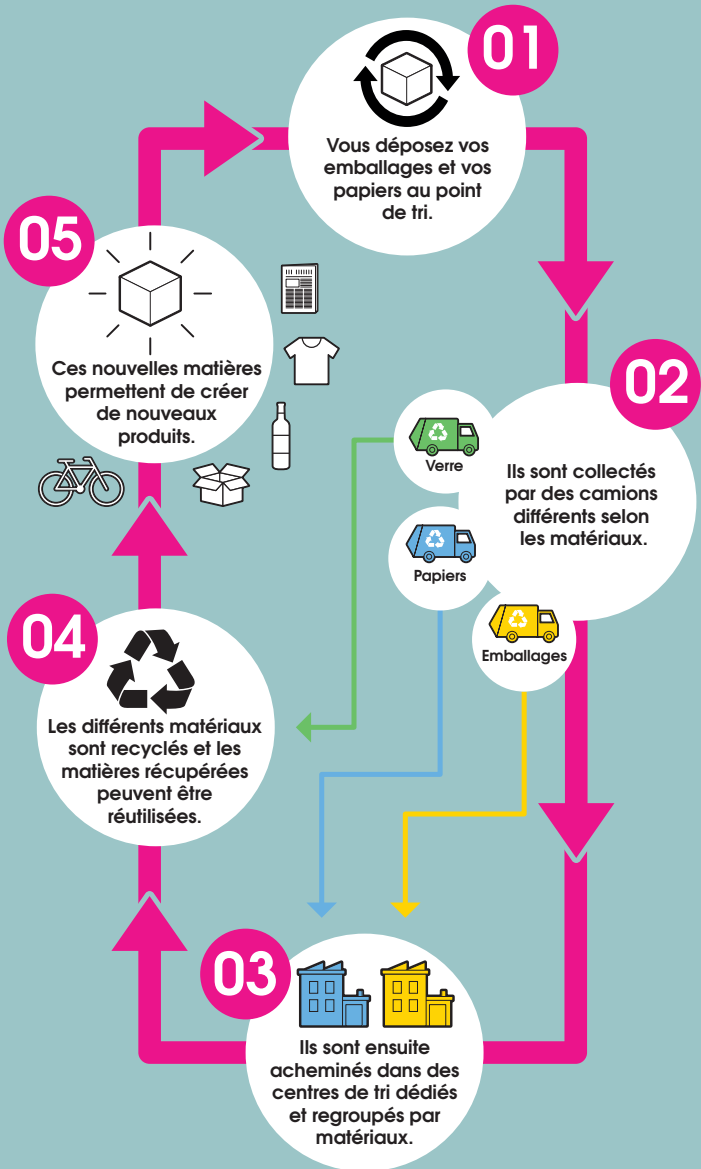 01
Vous déposez vos
emballages et vos
papiers au point
de tri.
02
Ils sont collectés
par des camions
différents selon
les matériaux.
Verre
Papiers
Emballages
03
Ils sont ensuite
acheminés dans des
centres de tri dédiés
et regroupés par
matériaux.
04
Les différents matériaux
sont recyclés et les
matières récupérées
peuvent être
réutilisées.
05
Ces nouvelles matières
permettent de créer
de nouveaux
produits.